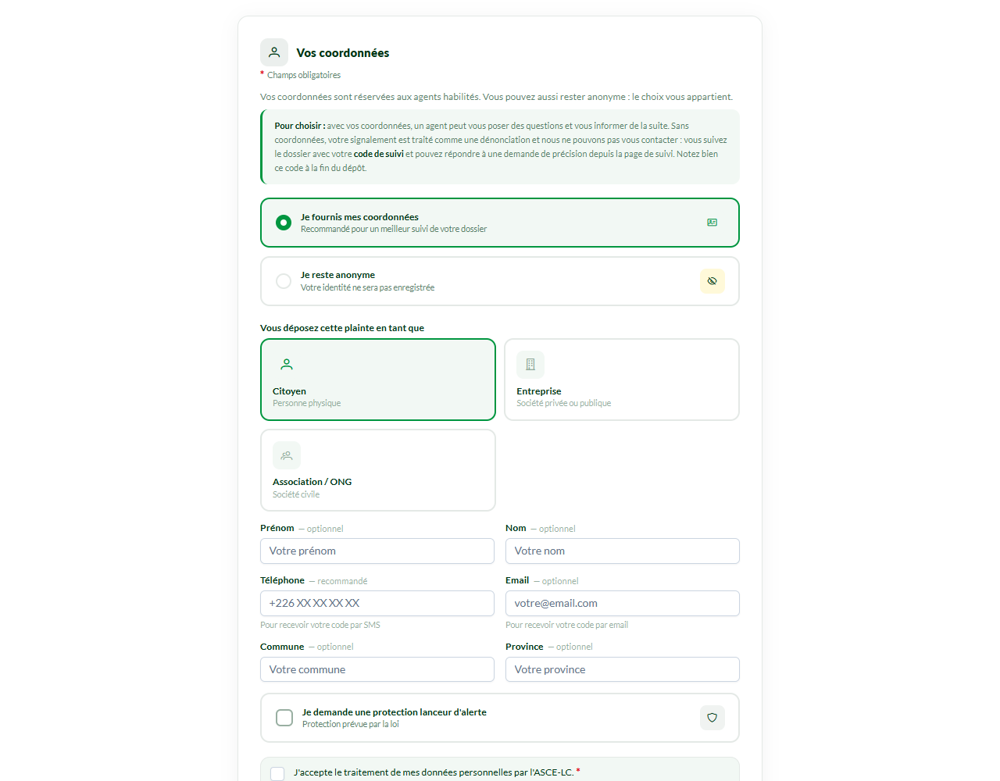 Vos coordonnées
* Champs obligatoires
Vos coordonnées sont réservées aux agents habilités. Vous pouvez aussi rester anonyme : le choix vous appartient.
Pour choisir : avec vos coordonnées, un agent peut vous poser des questions et vous informer de la suite. Sans
coordonnées, votre signalement est traité comme une dénonciation et nous ne pouvons pas vous contacter : vous suivez
le dossier avec votre code de suivi et pouvez répondre à une demande de précision depuis la page de suivi. Notez bien
ce code à la fin du dépôt.
Je fournis mes coordonnées
Recommandé pour un meilleur suivi de votre dossier
Je reste anonyme
Votre identité ne sera pas enregistrée
Vous déposez cette plainte en tant que
Citoyen
Personne physique
Entreprise
Société privée ou publique
Association / ONG
Société civile
Prénom — optionnel
Votre prénom
Nom — optionnel
Votre nom
Téléphone — recommandé
+226 XX XX XX XX
Pour recevoir votre code par SMS
Email — optionnel
votre@email.com
Pour recevoir votre code par email
Commune — optionnel
Votre commune
Province — optionnel
Votre province
Je demande une protection lanceur d'alerte
Protection prévue par la loi
J'accepte le traitement de mes données personnelles par l'ASCE-LC. *